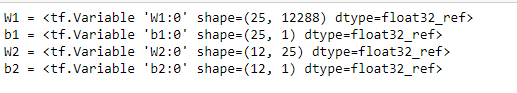 W1 = <tf.Variable 'W1:0' shape=(25, 12288) dtype=float32_ref>
b1 = <tf.Variable 'b1:0' shape=(25, 1) dtype=float32_ref>
W2 = <tf.Variable 'W2:0' shape=(12, 25) dtype=float32_ref>
b2 = <tf.Variable 'b2:0' shape=(12, 1) dtype=float32_ref>